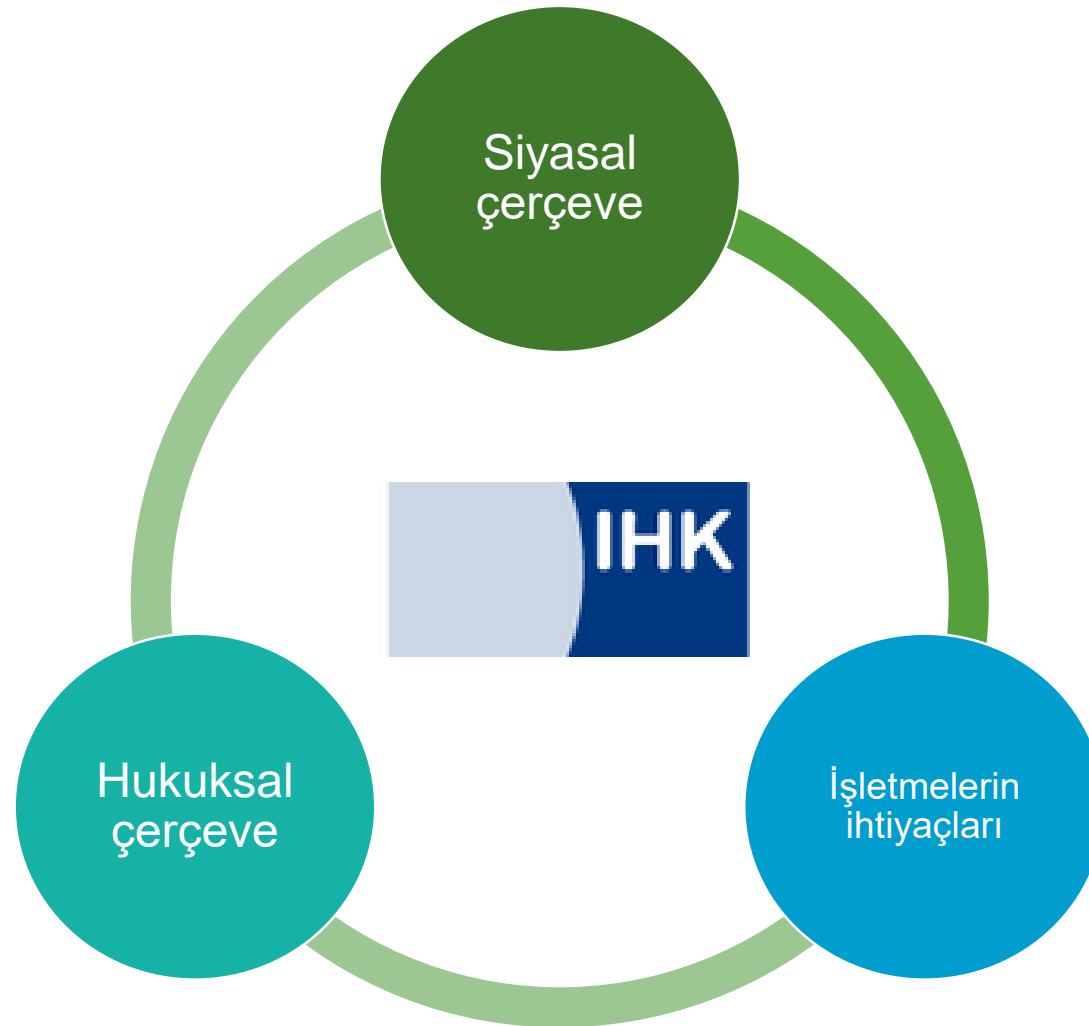 Siyasal
çerçeve
IHK
Hukuksal
çerçeve
İşletmelerin
ihtiyaçları